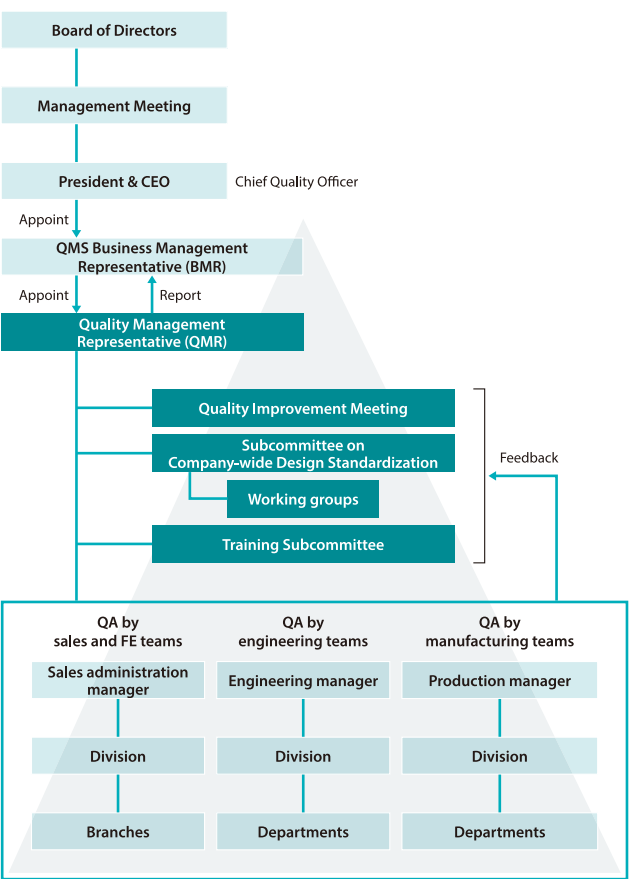 Board of Directors
Management Meeting
President & CEO
Chief Quality Officer
Appoint
QMS Business Management
Representative (BMR)
Appoint
Report
Quality Management
Representative (QMR)
Quality Improvement Meeting
Subcommittee on
Company-wide Design Standardization
Feedback
Working groups
Training Subcommittee
QA by
sales and FE teams
QA by
engineering teams
QA by
manufacturing teams
Sales administration
manager
Engineering manager
Production manager
Division
Division
Division
Branches
Departments
Departments